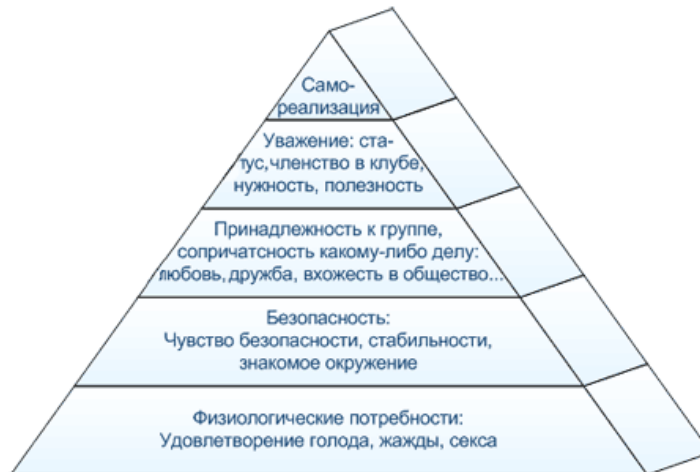 Само-
реализация
Уважение: ста-
тус, членство в клубе,
нужность, полезность
Принадлежность к группе,
сопричатсность какому-либо делу:
любовь, дружба, вхожесть в общество...
Безопасность:
Чувство безопасности, стабильности,
знакомое окружение
Физиологические потребности:
Удовлетворение голода, жажды, секса